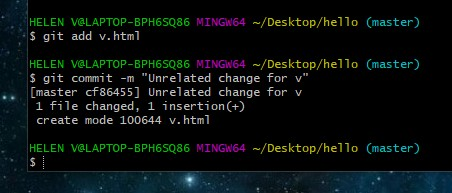 HELEN V@LAPTOP-BPH6SQ86 MINGW64 ~/Desktop/hello (master)
$ git add v.html
HELEN V@LAPTOP-BPH6SQ86 MINGW64 ~/Desktop/hello (master)
$ git commit -m "Unrelated change for v"
[master cf86455] Unrelated change for v
1 file changed, 1 insertion(+)
create mode 100644 v.html
HELEN V@LAPTOP-BPH6SQ86 MINGW64 ~/Desktop/hello (master)
$